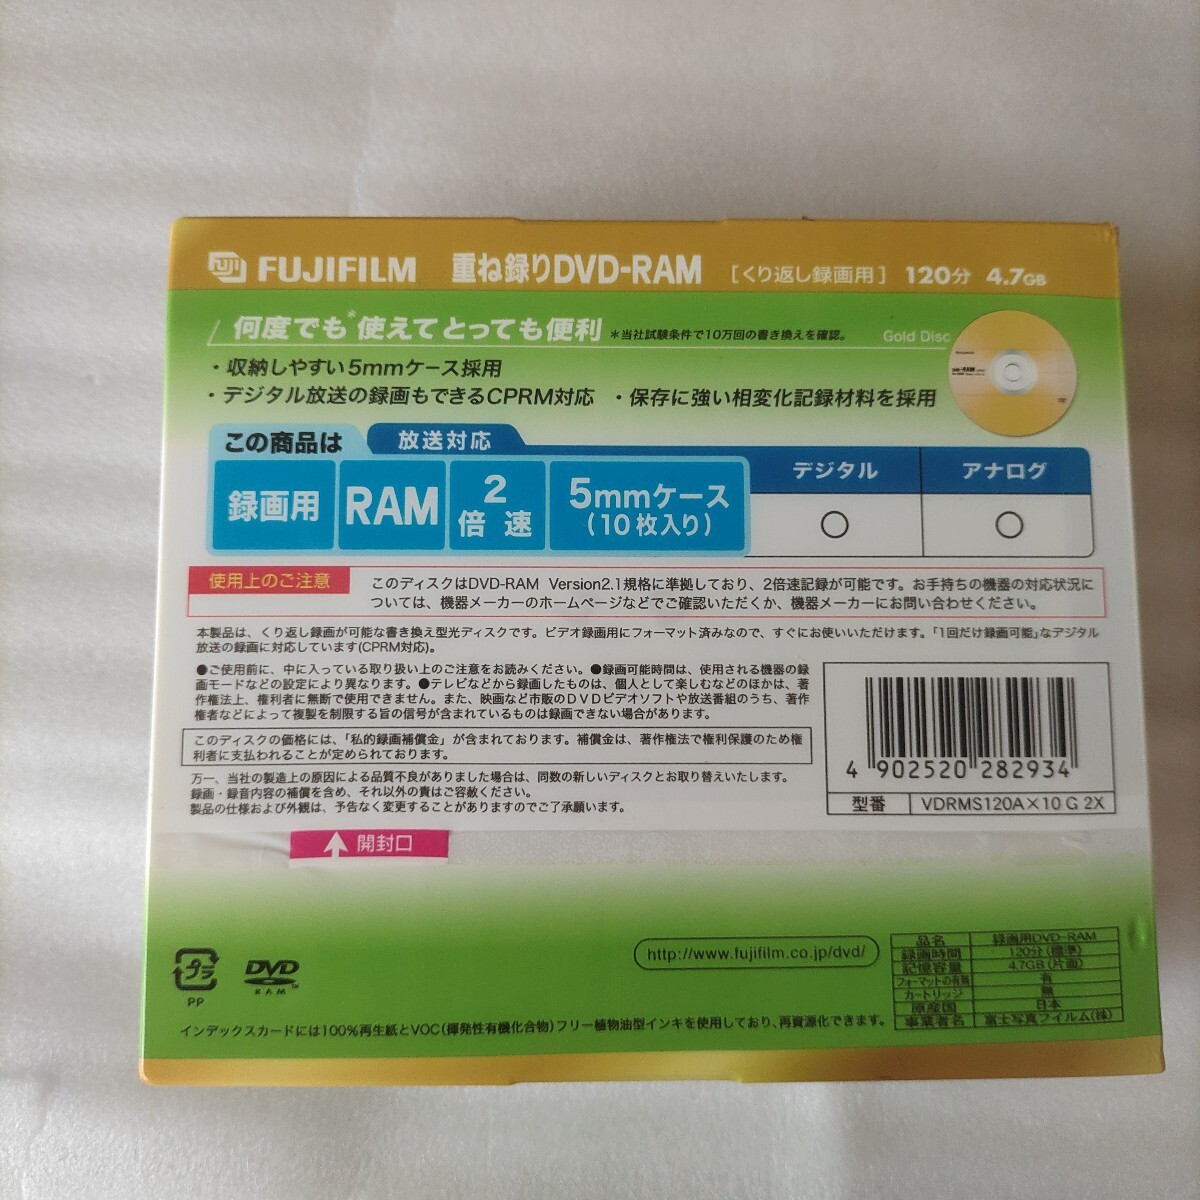 FUJIFILM 重ね録りDVD-RAM [くり返し録画用] 120分 4.7GB
何度でも*使えてとっても便利 *当社試験条件で10万回の書き換えを確認。
Gold Disc
・収納しやすい5mmケース採用
・デジタル放送の録画もできるCPRM対応 ・保存に強い相変化記録材料を採用
この商品は 放送対応
録画用 RAM 2倍速 5mmケース(10枚入り)
デジタル アナログ
○ ○
使用上のご注意
このディスクはDVD-RAM Version2.1規格に準拠しており、2倍速記録が可能です。お手持ちの機器の対応状況に
ついては、機器メーカーのホームページなどでご確認いただくか、機器メーカーにお問い合わせください。
本製品は、くり返し録画が可能な書き換え型光ディスクです。ビデオ録画用にフォーマット済みなので、すぐにお使いいただけます。「1回だけ録画可能」なデジタル
放送の録画に対応しています(CPRM対応)。
●ご使用前に、中に入っている取り扱い上のご注意をお読みください。●録画可能時間は、使用される機器の録
画モードなどの設定により異なります。●テレビなどから録画したものは、個人として楽しむなどのほかは、著
作権法上、権利者に無断で使用できません。また、映画など市販のDVDビデオソフトや放送番組のうち、著作
権者などによって複製を制限する旨の信号が含まれているものは録画できない場合があります。
このディスクの価格には、「私的録画補償金」が含まれております。補償金は、著作権法で権利保護のため権
利者に支払われることが定められております。
万一、当社の製造上の原因による品質不良がありました場合は、同数の新しいディスクとお取り替えいたします。
録画・録音内容の補償を含め、それ以外の責はご容赦ください。
製品の仕様および外観は、予告なく変更することがありますのでご了承願います。
4 902520 282934
型番 VDRMS120A×10 G 2X
開封口
プラ
PP
DVD
RAM
http://www.fujifilm.co.jp/dvd/
品名 録画用DVD-RAM
録画時間 120分(標準)
記憶容量 4.7GB(片面)
フォーマットの有無 有
カートリッジ 無
原産国 日本
事業者名 富士写真フイルム(株)
インデックスカードには100%再生紙とVOC(揮発性有機化合物)フリー植物油型インキを使用しており、再資源化できます。